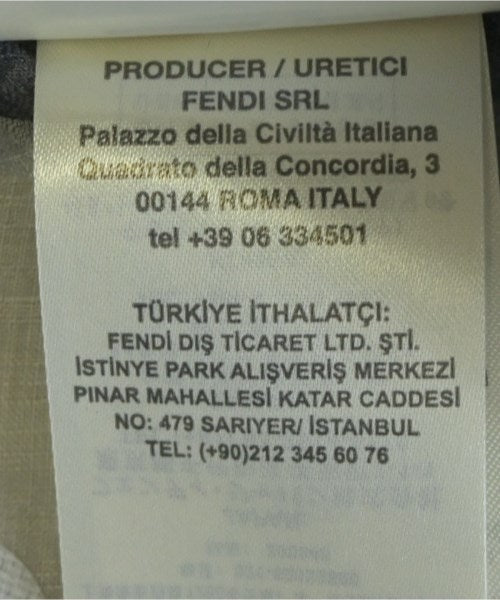 PRODUCER / URETICI
FENDI SRL
Palazzo della Civiltà Italiana
Quadrato della Concordia, 3
00144 ROMA ITALY
tel +39 06 334501
TÜRKİYE İTHALATÇI:
FENDI DIŞ TİCARET LTD. ŞTİ.
İSTİNYE PARK ALIŞVERİŞ MERKEZİ
PINAR MAHALLESİ KATAR CADDESİ
NO: 479 SARIYER/ İSTANBUL
TEL: (+90)212 345 60 76